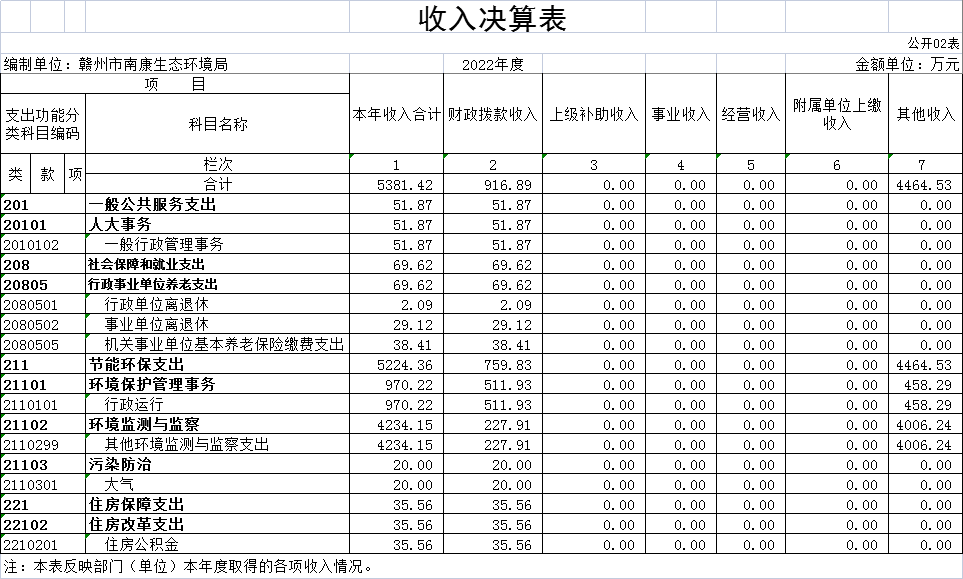 收入决算表
公开02表
编制单位：赣州市南康生态环境局 2022年度 金额单位：万元
项 目 本年收入合计 财政拨款收入 上级补助收入 事业收入 经营收入 附属单位上缴收入 其他收入
支出功能分类科目编码 科目名称
类 款 项 栏次 1 2 3 4 5 6 7
合计 5381.42 916.89 0.00 0.00 0.00 0.00 4464.53
201 一般公共服务支出 51.87 51.87 0.00 0.00 0.00 0.00 0.00
20101 人大事务 51.87 51.87 0.00 0.00 0.00 0.00 0.00
2010102 一般行政管理事务 51.87 51.87 0.00 0.00 0.00 0.00 0.00
208 社会保障和就业支出 69.62 69.62 0.00 0.00 0.00 0.00 0.00
20805 行政事业单位养老支出 69.62 69.62 0.00 0.00 0.00 0.00 0.00
2080501 行政单位离退休 2.09 2.09 0.00 0.00 0.00 0.00 0.00
2080502 事业单位离退休 29.12 29.12 0.00 0.00 0.00 0.00 0.00
2080505 机关事业单位基本养老保险缴费支出 38.41 38.41 0.00 0.00 0.00 0.00 0.00
211 节能环保支出 5224.36 759.83 0.00 0.00 0.00 0.00 4464.53
21101 环境保护管理事务 970.22 511.93 0.00 0.00 0.00 0.00 458.29
2110101 行政运行 970.22 511.93 0.00 0.00 0.00 0.00 458.29
21102 环境监测与监察 4234.15 227.91 0.00 0.00 0.00 0.00 4006.24
2110299 其他环境监测与监察支出 4234.15 227.91 0.00 0.00 0.00 0.00 4006.24
21103 污染防治 20.00 20.00 0.00 0.00 0.00 0.00 0.00
2110301 大气 20.00 20.00 0.00 0.00 0.00 0.00 0.00
221 住房保障支出 35.56 35.56 0.00 0.00 0.00 0.00 0.00
22102 住房改革支出 35.56 35.56 0.00 0.00 0.00 0.00 0.00
2210201 住房公积金 35.56 35.56 0.00 0.00 0.00 0.00 0.00
注：本表反映部门（单位）本年度取得的各项收入情况。